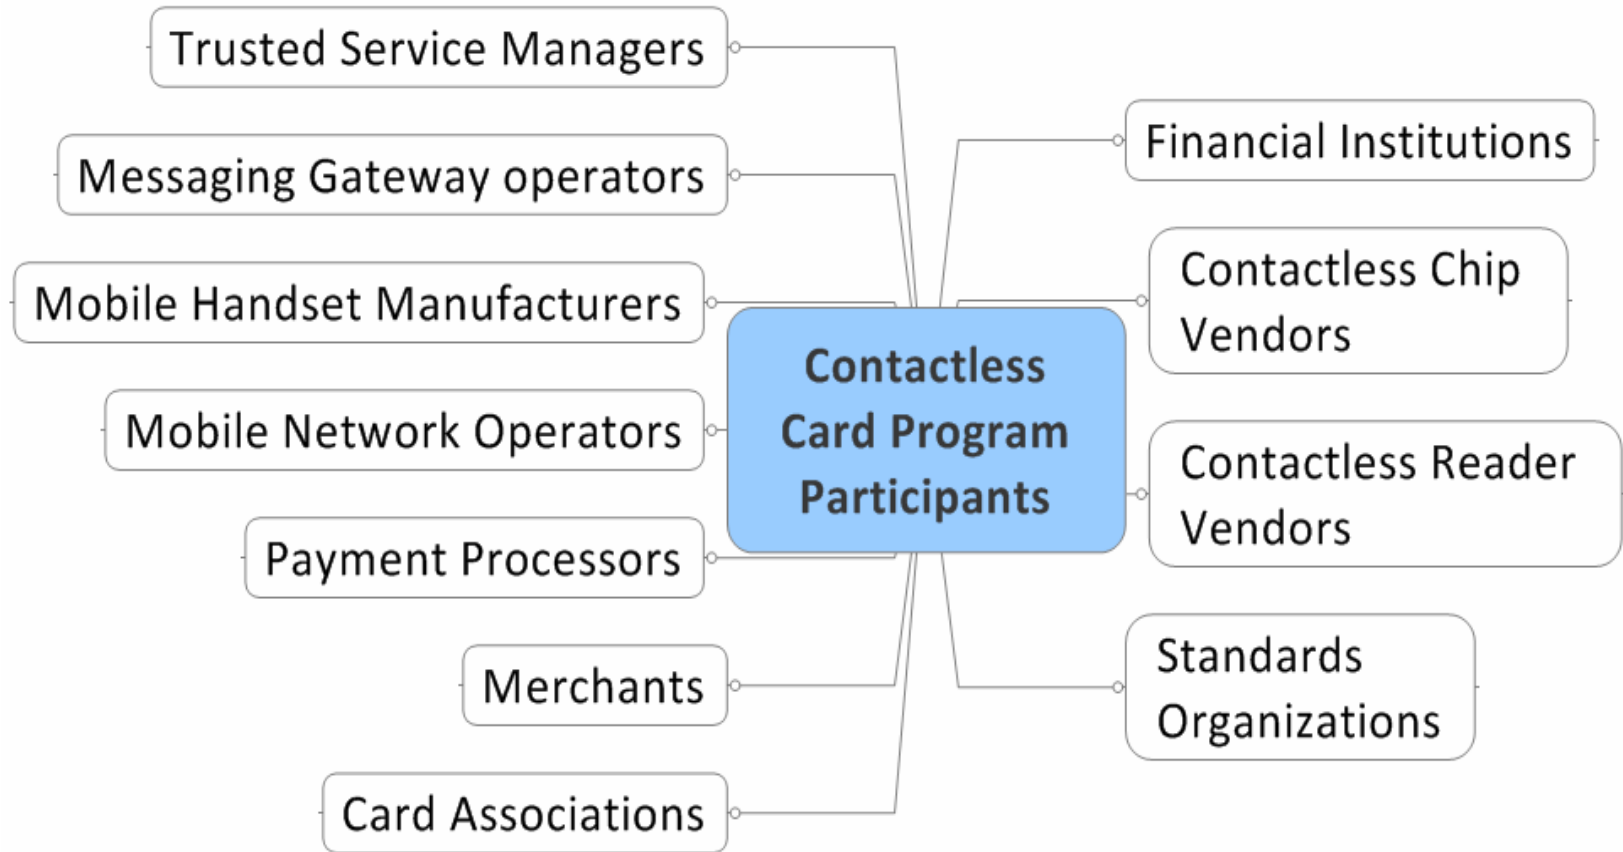 Trusted Service Managers
Messaging Gateway operators
Mobile Handset Manufacturers
Mobile Network Operators
Payment Processors
Merchants
Card Associations
Contactless
Card Program
Participants
Financial Institutions
Contactless Chip
Vendors
Contactless Reader
Vendors
Standards
Organizations